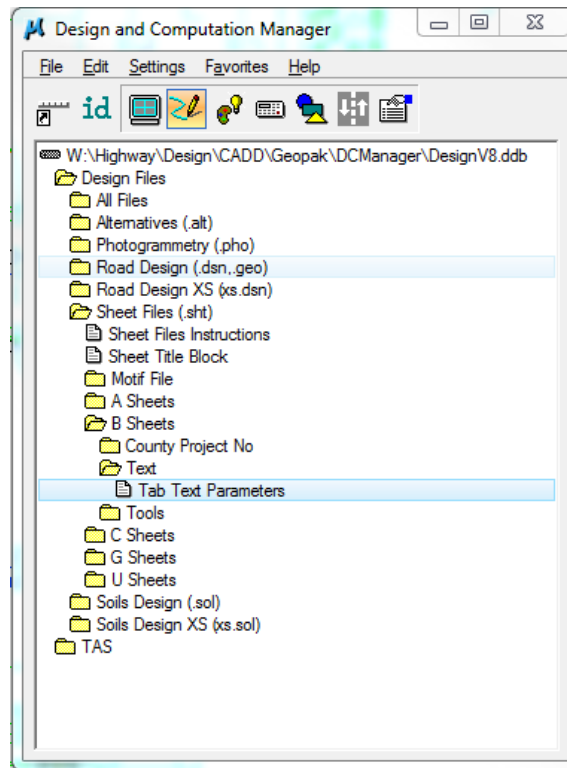 Design and Computation Manager
File Edit Settings Favorites Help
id
W:\Highway\Design\CADD\Geopak\DCManager\DesignV8.ddb
Design Files
All Files
Alternatives (.alt)
Photogrammetry (.pho)
Road Design (.dsn,.geo)
Road Design XS (xs.dsn)
Sheet Files (.sht)
Sheet Files Instructions
Sheet Title Block
Motif File
A Sheets
B Sheets
County Project No
Text
Tab Text Parameters
Tools
C Sheets
G Sheets
U Sheets
Soils Design (.sol)
Soils Design XS (xs.sol)
TAS